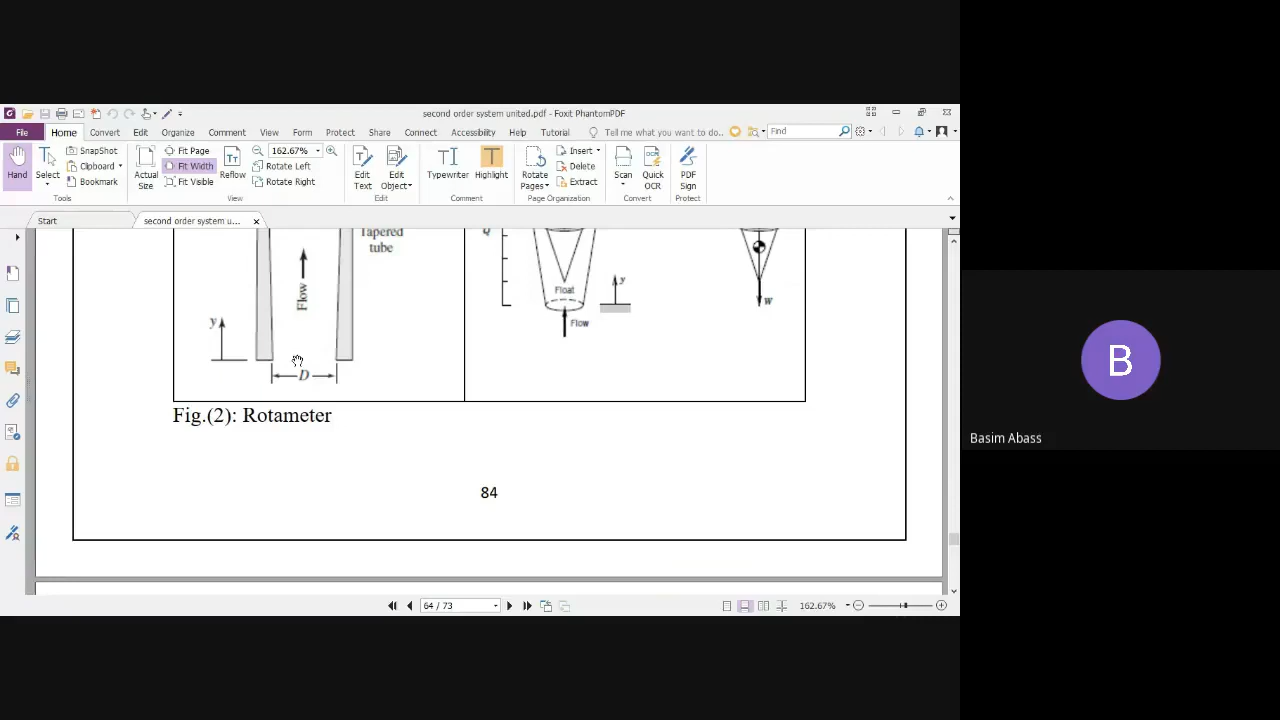 second order system united.pdf - Foxit PhantomPDF
File Home Convert Edit Organize Comment View Form Protect Share Connect Accessibility Help Tutorial Tell me what you want to do.. Find
Hand
Select
SnapShot
Clipboard
Bookmark
Tools
Actual Size
Fit Page
Fit Width
Fit Visible
Reflow
162.67%
Rotate Left
Rotate Right
View
Edit Text
Edit Object
Edit
Typewriter
Highlight
Comment
Rotate Pages
Insert
Delete
Extract
Page Organization
Scan
Quick OCR
Convert
PDF Sign
Protect
Start
second order system u...
Tapered
tube
Flow
y
D
Q
Float
y
Flow
W
Fig.(2): Rotameter
84
64 / 73
162.67%
B
Basim Abass